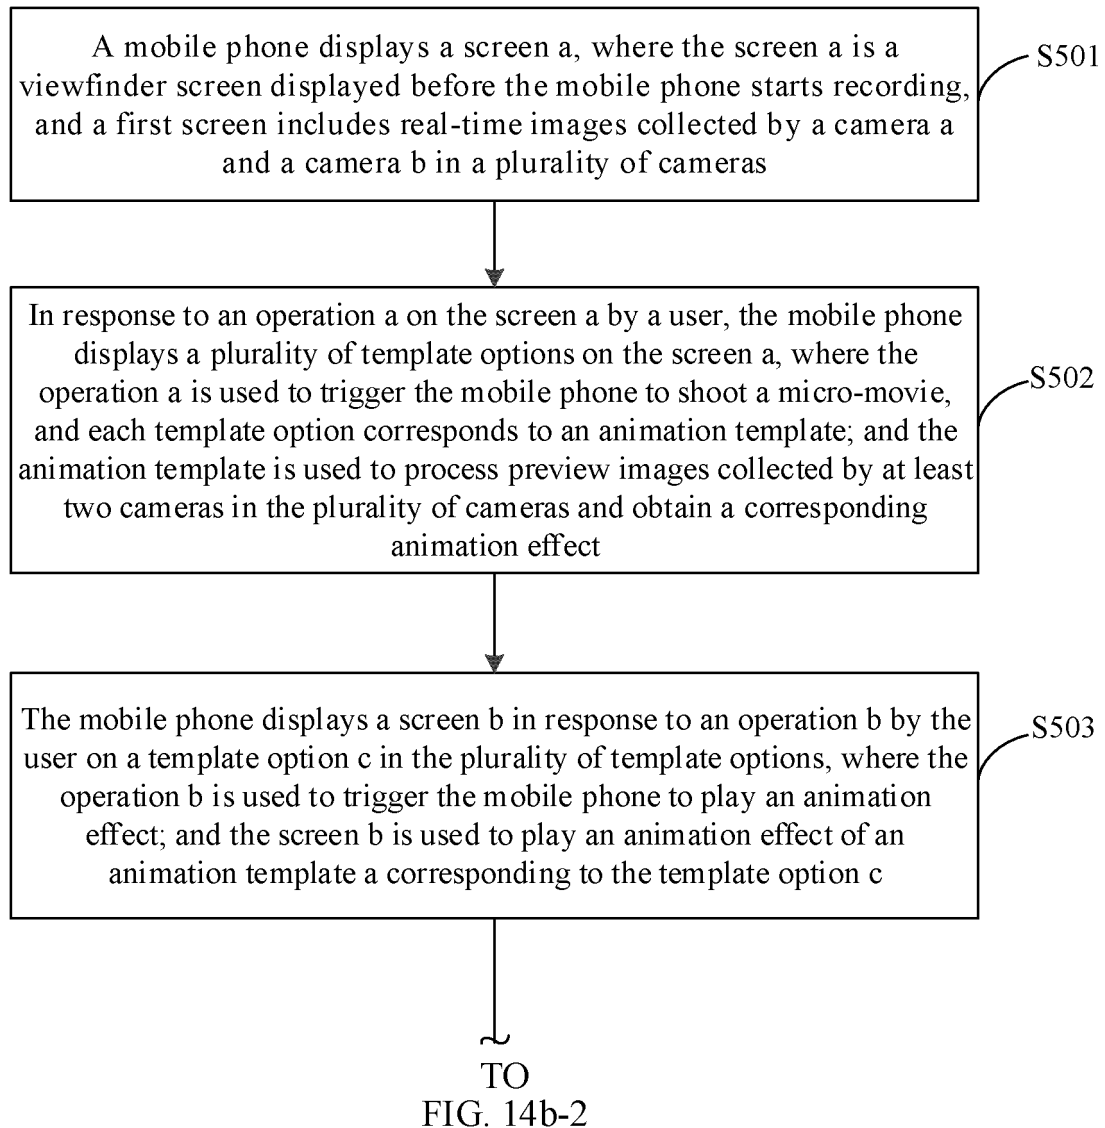 A mobile phone displays a screen a, where the screen a is a
viewfinder screen displayed before the mobile phone starts recording,
and a first screen includes real-time images collected by a camera a
and a camera b in a plurality of cameras
S501
In response to an operation a on the screen a by a user, the mobile phone
displays a plurality of template options on the screen a, where the
operation a is used to trigger the mobile phone to shoot a micro-movie,
and each template option corresponds to an animation template; and the
animation template is used to process preview images collected by at least
two cameras in the plurality of cameras and obtain a corresponding
animation effect
S502
The mobile phone displays a screen b in response to an operation b by the
user on a template option c in the plurality of template options, where the
operation b is used to trigger the mobile phone to play an animation
effect; and the screen b is used to play an animation effect of an
animation template a corresponding to the template option c
S503
TO
FIG. 14b-2